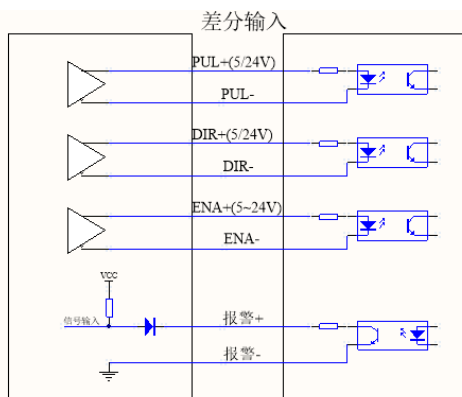 差分输入
PUL+(5/24V)
PUL-
DIR+(5/24V)
DIR-
ENA+(5~24V)
ENA-
VCC
信号输入
报警+
报警-